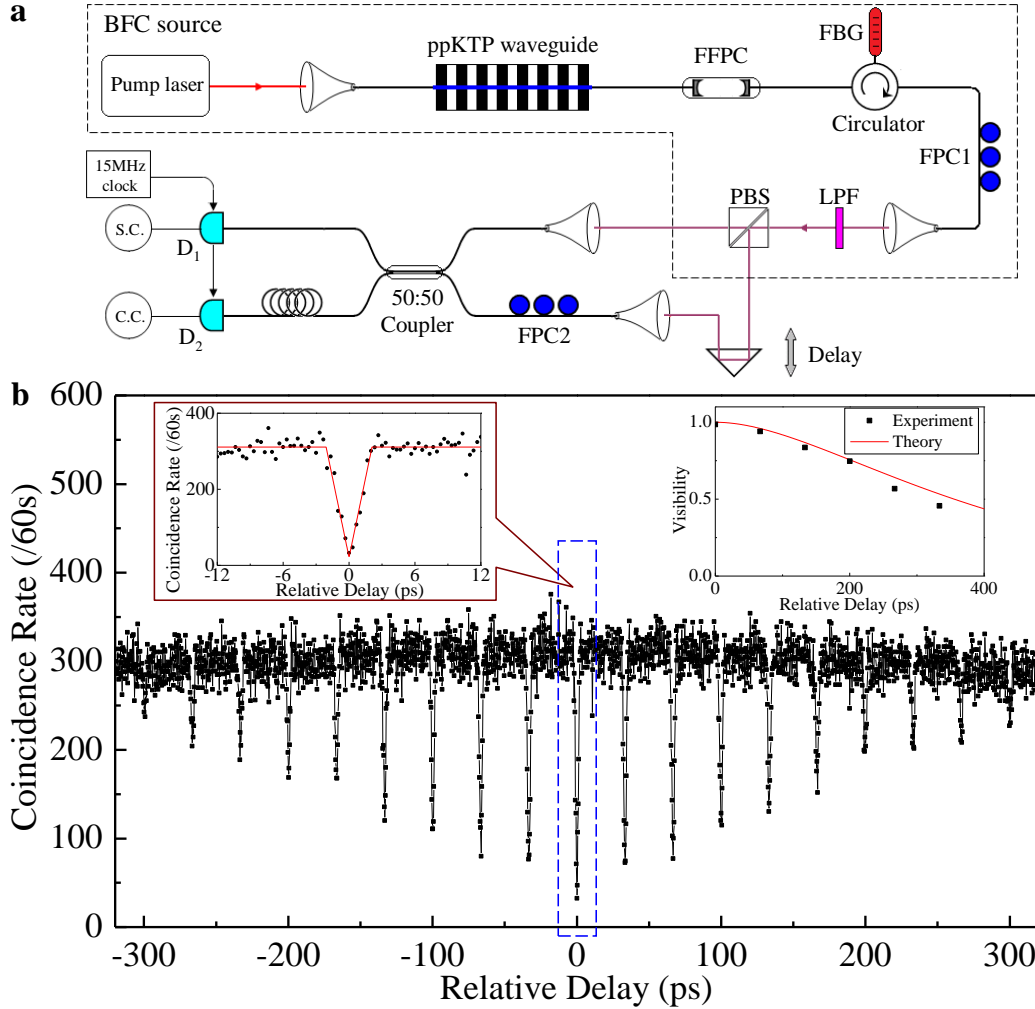 a
BFC source
Pump laser
ppKTP waveguide
FFPC
FBG
Circulator
FPC1
15MHz
clock
S.C.
D1
C.C.
D2
50:50
Coupler
FPC2
PBS
LPF
Delay
b
600
500
400
300
200
100
0
Coincidence Rate (/60s)
-300
-200
-100
0
100
200
300
Relative Delay (ps)
400
200
0
Coincidence Rate (/60s)
-12
-6
0
6
12
Relative Delay (ps)
1.0
0.5
0.0
Visibility
Experiment
Theory
0
200
400
Relative Delay (ps)